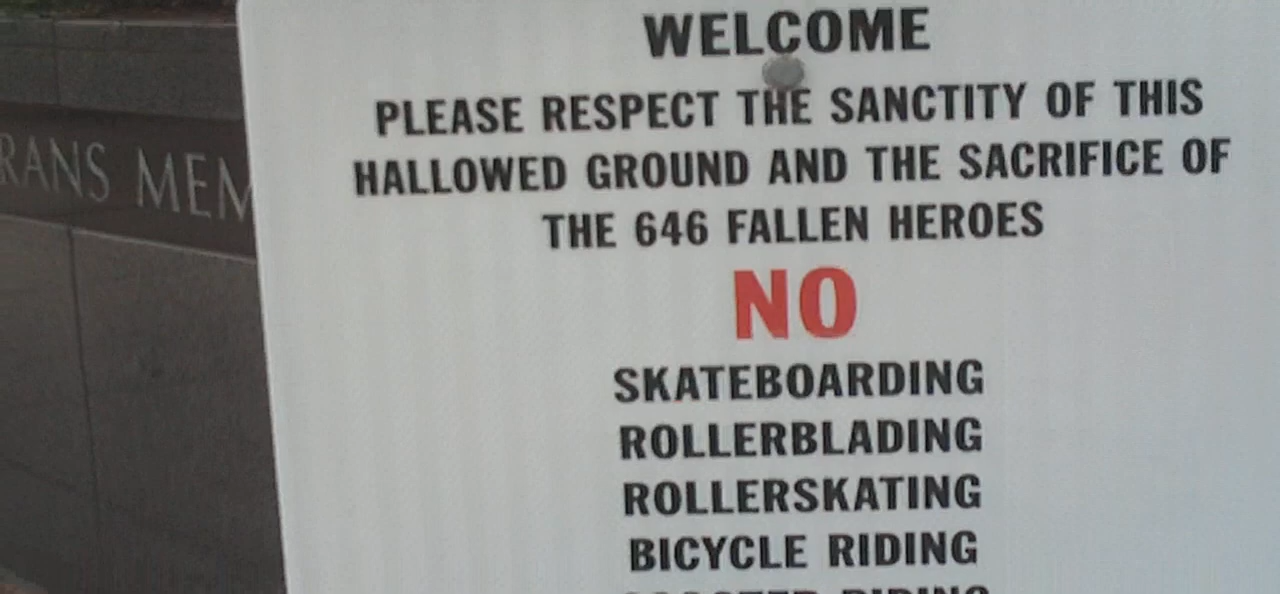 WELCOME
PLEASE RESPECT THE SANCTITY OF THIS
HALLOWED GROUND AND THE SACRIFICE OF
THE 646 FALLEN HEROES
NO
SKATEBOARDING
ROLLERBLADING
ROLLERSKATING
BICYCLE RIDING
RANS MEM